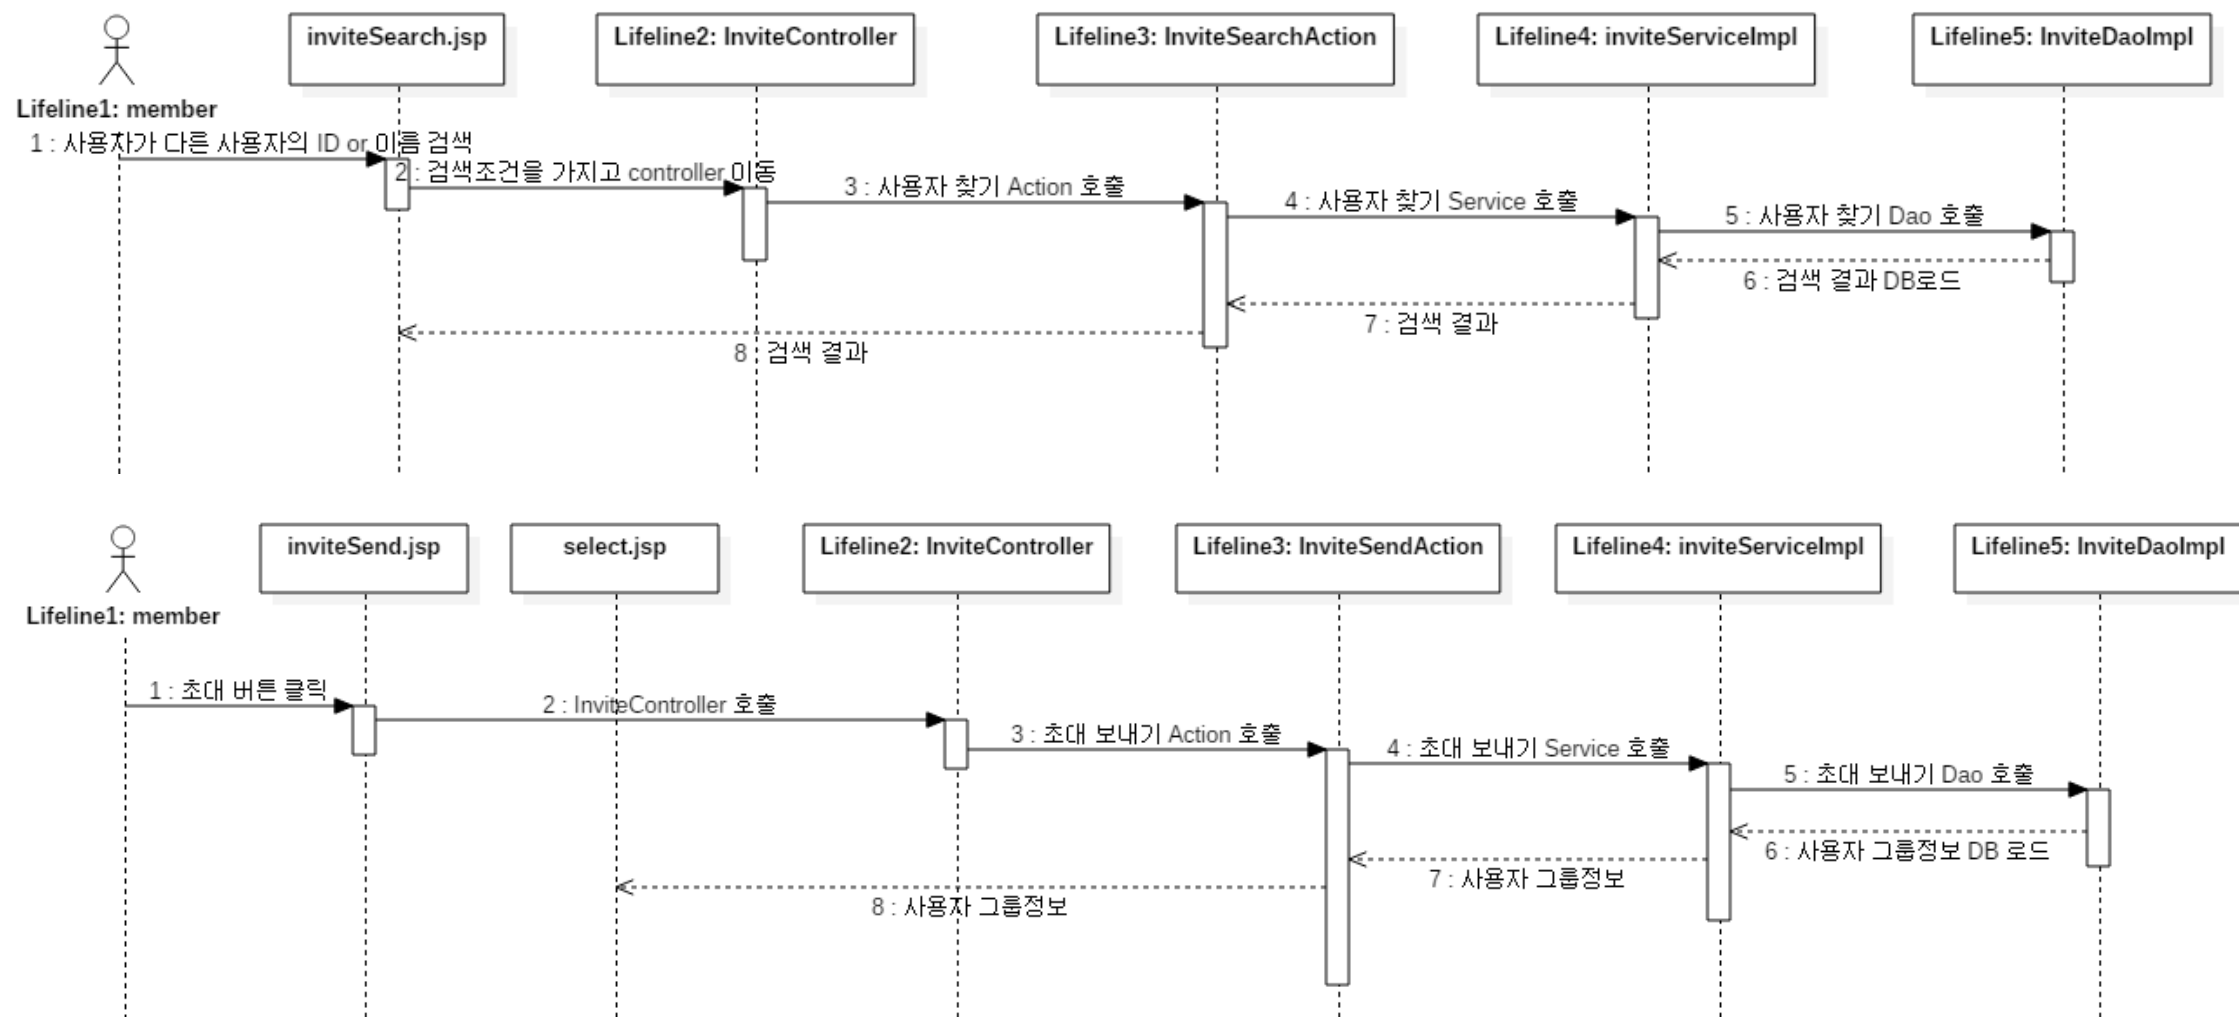 inviteSearch.jsp
Lifeline2: InviteController
Lifeline3: InviteSearchAction
Lifeline4: inviteServiceImpl
Lifeline5: InviteDaoImpl
Lifeline1: member
1 : 사용자가 다른 사용자의 ID or 이름 검색
2 : 검색조건을 가지고 controller 이동
3 : 사용자 찾기 Action 호출
4 : 사용자 찾기 Service 호출
5 : 사용자 찾기 Dao 호출
6 : 검색 결과 DB로드
7 : 검색 결과
8 : 검색 결과
inviteSend.jsp
select.jsp
Lifeline2: InviteController
Lifeline3: InviteSendAction
Lifeline4: inviteServiceImpl
Lifeline5: InviteDaoImpl
Lifeline1: member
1 : 초대 버튼 클릭
2 : InviteController 호출
3 : 초대 보내기 Action 호출
4 : 초대 보내기 Service 호출
5 : 초대 보내기 Dao 호출
6 : 사용자 그룹정보 DB 로드
7 : 사용자 그룹정보
8 : 사용자 그룹정보